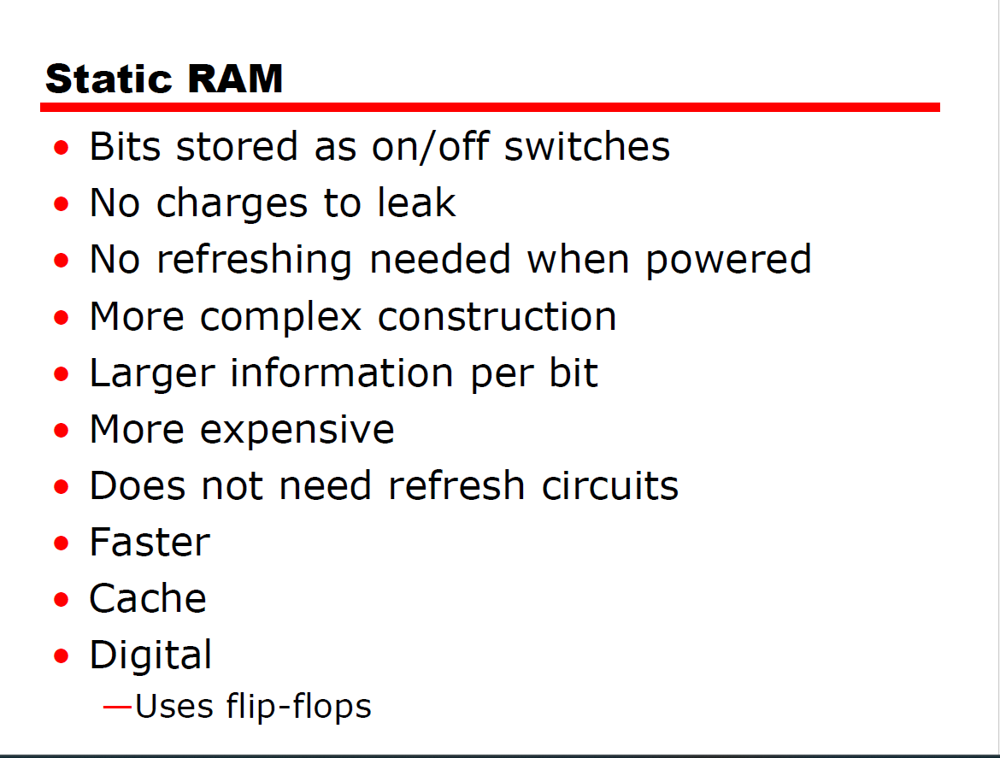 Static RAM
• Bits stored as on/off switches
• No charges to leak
• No refreshing needed when powered
• More complex construction
• Larger information per bit
• More expensive
• Does not need refresh circuits
• Faster
• Cache
• Digital
—Uses flip-flops